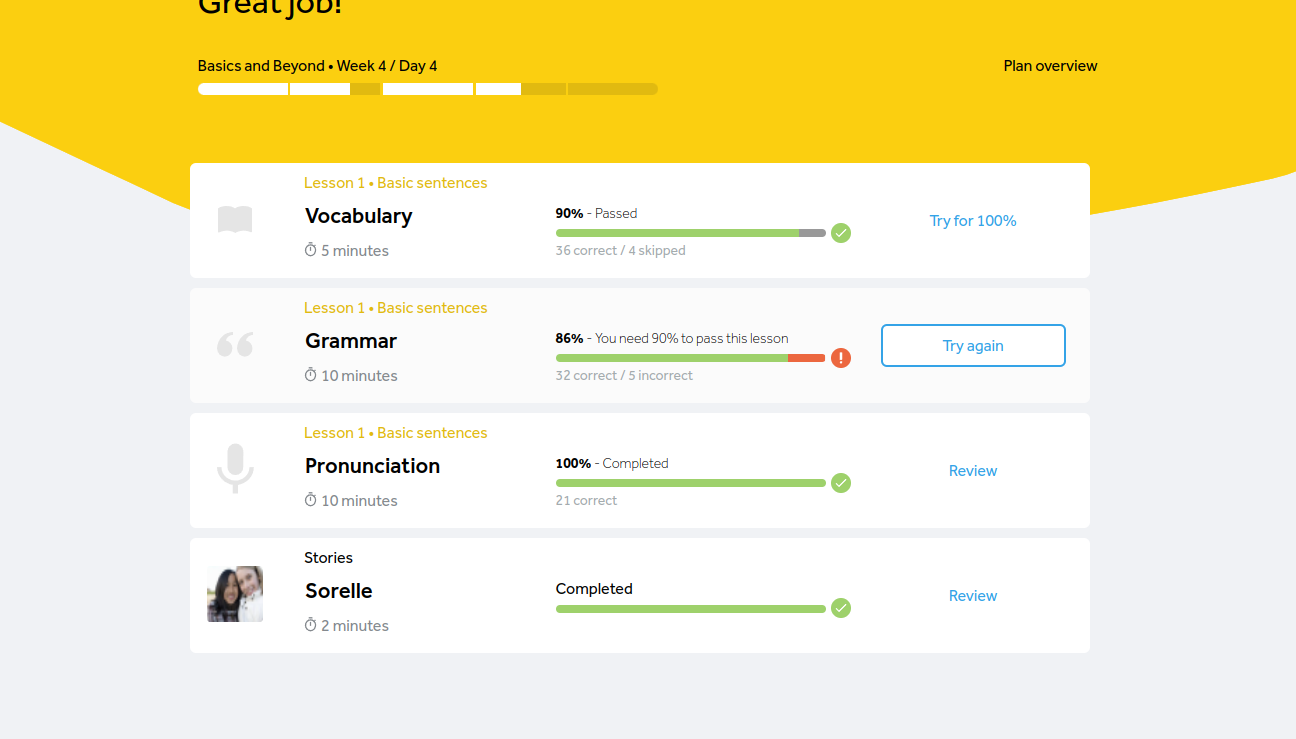 Great job!
Basics and Beyond • Week 4 / Day 4
Plan overview
Lesson 1 • Basic sentences
Vocabulary
5 minutes
90% - Passed
36 correct / 4 skipped
Try for 100%
Lesson 1 • Basic sentences
Grammar
10 minutes
86% - You need 90% to pass this lesson
32 correct / 5 incorrect
Try again
Lesson 1 • Basic sentences
Pronunciation
10 minutes
100% - Completed
21 correct
Review
Stories
Sorelle
2 minutes
Completed
Review